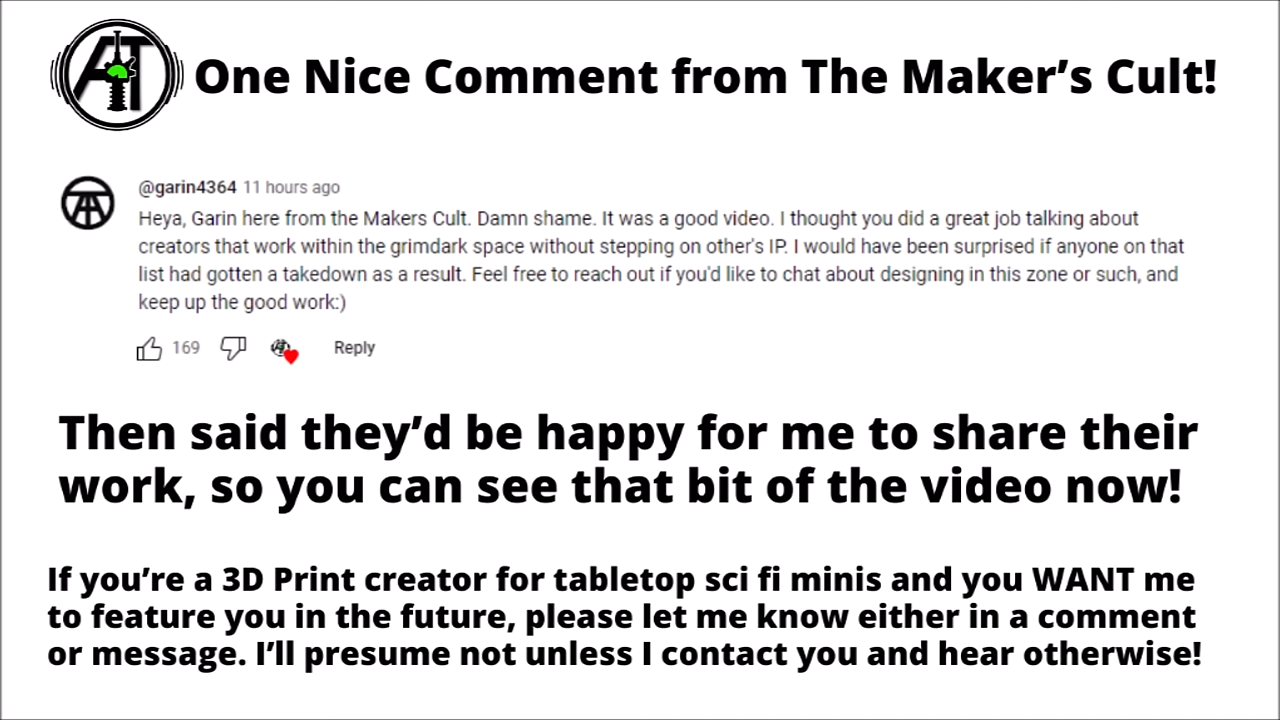 AT
One Nice Comment from The Maker’s Cult!
@garin4364 11 hours ago
Heya, Garin here from the Makers Cult. Damn shame. It was a good video. I thought you did a great job talking about
creators that work within the grimdark space without stepping on other's IP. I would have been surprised if anyone on that
list had gotten a takedown as a result. Feel free to reach out if you'd like to chat about designing in this zone or such, and
keep up the good work:)
169 Reply
Then said they’d be happy for me to share their
work, so you can see that bit of the video now!
If you’re a 3D Print creator for tabletop sci fi minis and you WANT me
to feature you in the future, please let me know either in a comment
or message. I’ll presume not unless I contact you and hear otherwise!